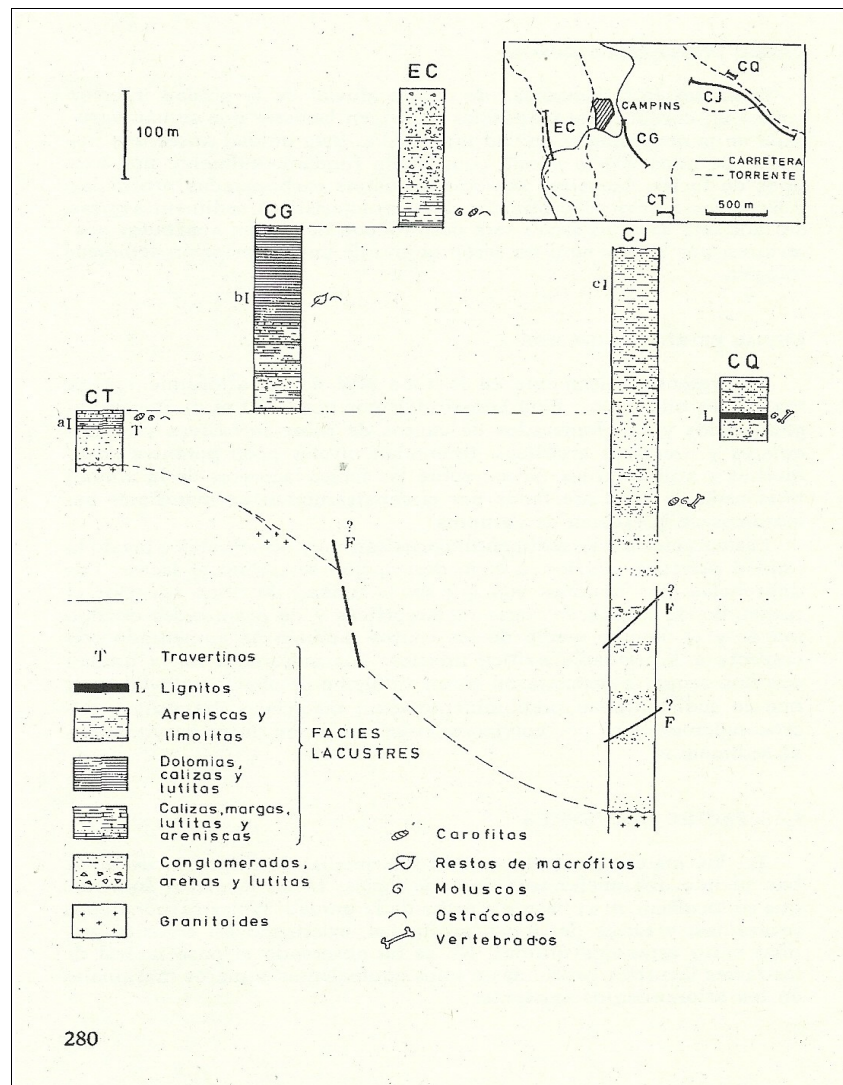 EC
100 m
CQ
CJ
CAMPINS
EC
CG
CARRETERA
TORRENTE
CT
500 m
CG
CJ
b
c
CQ
CT
L
a
T
?
F
?
F
?
F
T Travertinos
L Lignitos
Areniscas y
limolitas
Dolomias,
calizas y
lutitas
Calizas, margas,
lutitas y
areniscas
Conglomerados,
arenas y lutitas
Granitoides
FACIES
LACUSTRES
Carofitas
Restos de macrófitos
Moluscos
Ostrácodos
Vertebrados
280